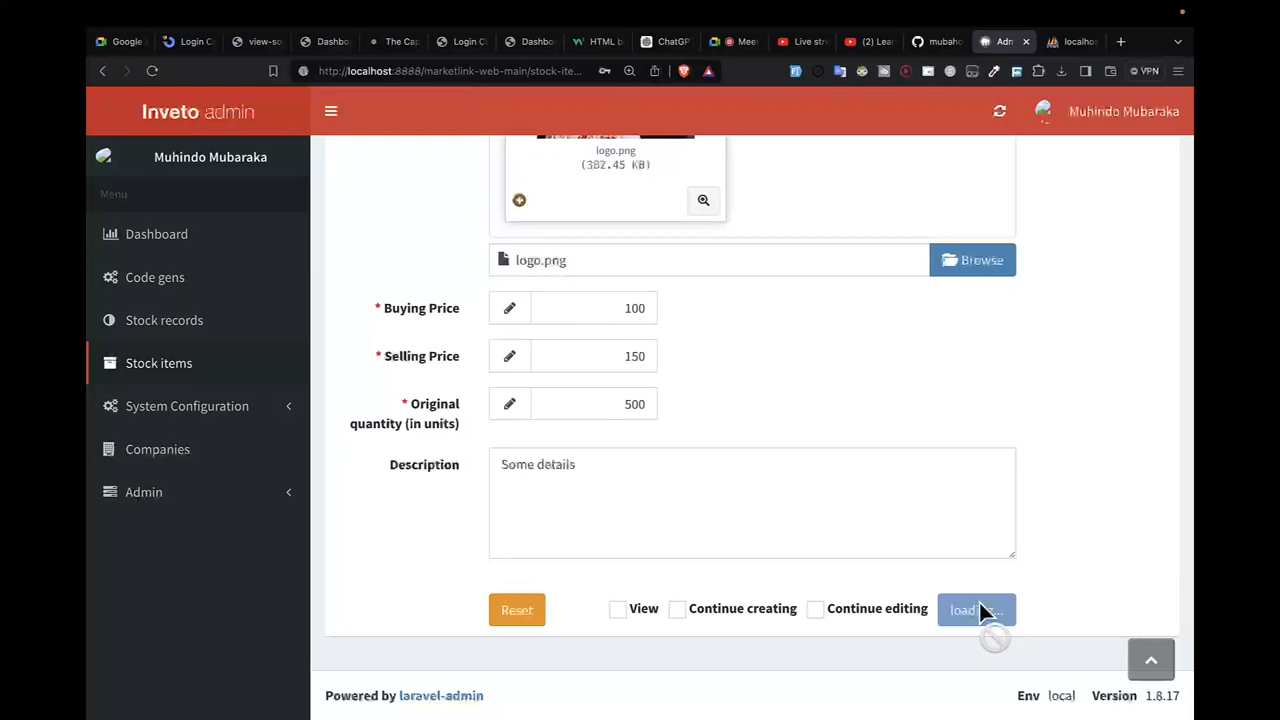 Google
Login C
view-so
Dashbo
The Cap
Login C
Dashbo
HTML b
ChatGP
Meet
Live str
(2) Lear
mubaho
Adm
localhos
http://localhost:8888/marketlink-web-main/stock-ite...
VPN
Inveto admin
Muhindo Mubaraka
Muhindo Mubaraka
Menu
Dashboard
Code gens
Stock records
Stock items
System Configuration
Companies
Admin
logo.png
(382.45 KB)
logo.png
Browse
* Buying Price
100
* Selling Price
150
* Original
quantity (in units)
500
Description
Some details
Reset
View
Continue creating
Continue editing
loading...
Powered by laravel-admin
Env local
Version 1.8.17